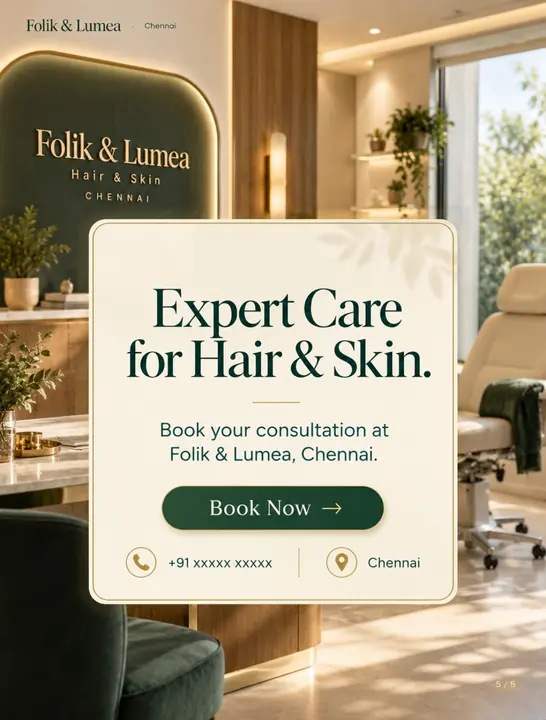 Folik & Lumea · Chennai
Folik & Lumea
Hair & Skin
CHENNAI
Expert Care
for Hair & Skin.
Book your consultation at
Folik & Lumea, Chennai.
Book Now →
+91 xxxxx xxxxx
Chennai
5 / 5